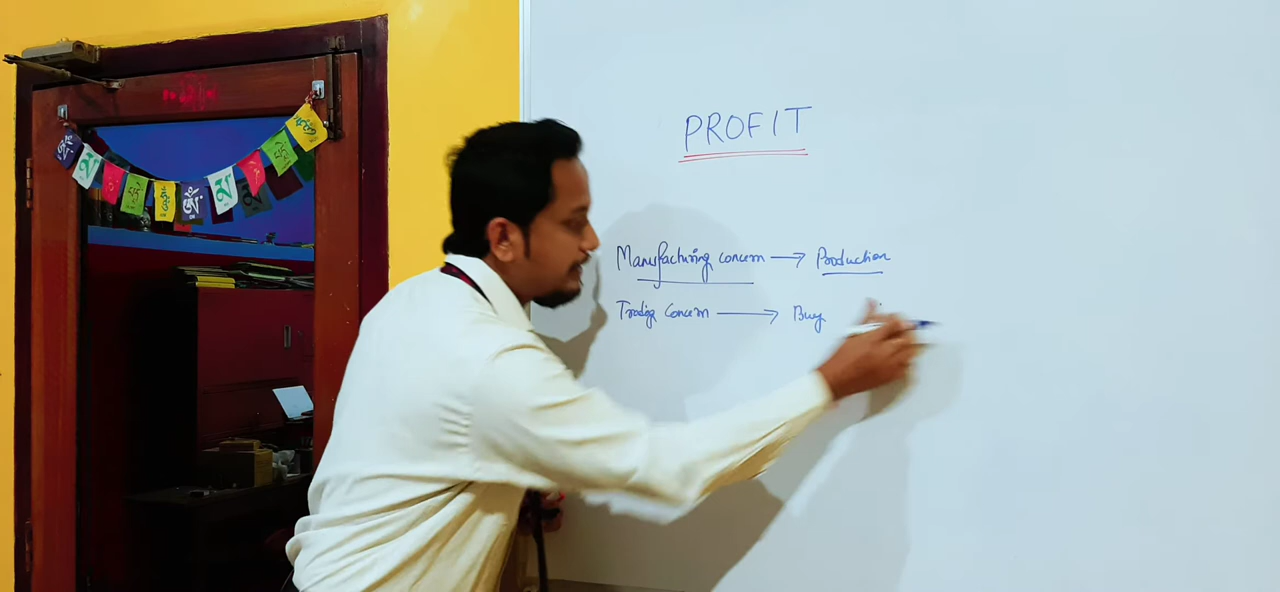 PROFIT
Manufacturing concern → Production
Trading Concern → Buy